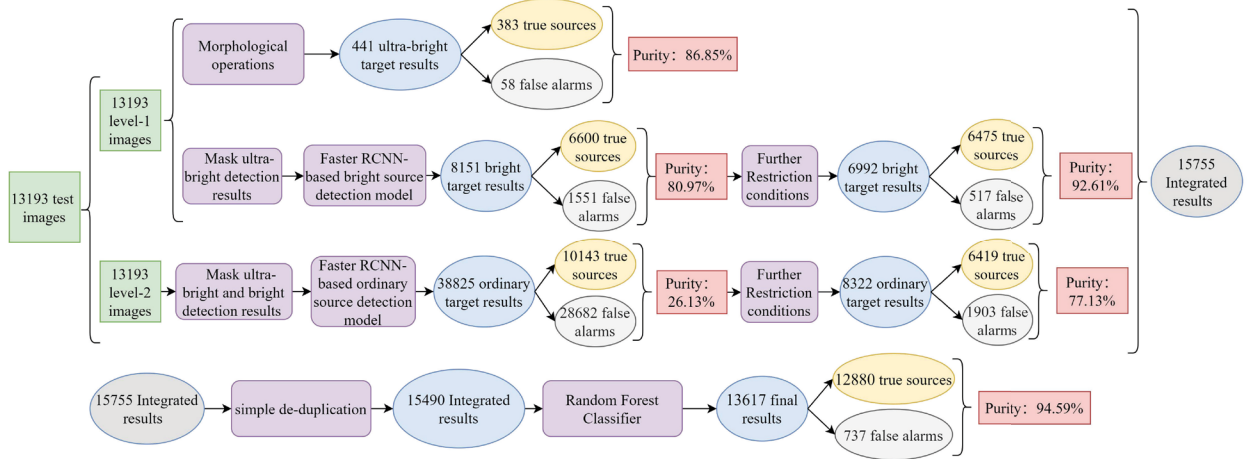 13193 test
images
13193
level-1
images
Morphological
operations
441 ultra-bright
target results
383 true sources
58 false alarms
Purity：86.85%
Mask ultra-
bright detection
results
Faster RCNN-
based bright source
detection model
8151 bright
target results
6600 true
sources
1551 false
alarms
Purity：
80.97%
Further
Restriction
conditions
6992 bright
target results
6475 true
sources
517 false
alarms
Purity：
92.61%
13193
level-2
images
Mask ultra-
bright and bright
detection results
Faster RCNN-
based ordinary
source detection
model
38825 ordinary
target results
10143 true
sources
28682 false
alarms
Purity：
26.13%
Further
Restriction
conditions
8322 ordinary
target results
6419 true
sources
1903 false
alarms
Purity：
77.13%
15755
Integrated
results
15755 Integrated
results
simple de-duplication
15490 Integrated
results
Random Forest
Classifier
13617 final
results
12880 true sources
737 false alarms
Purity：94.59%